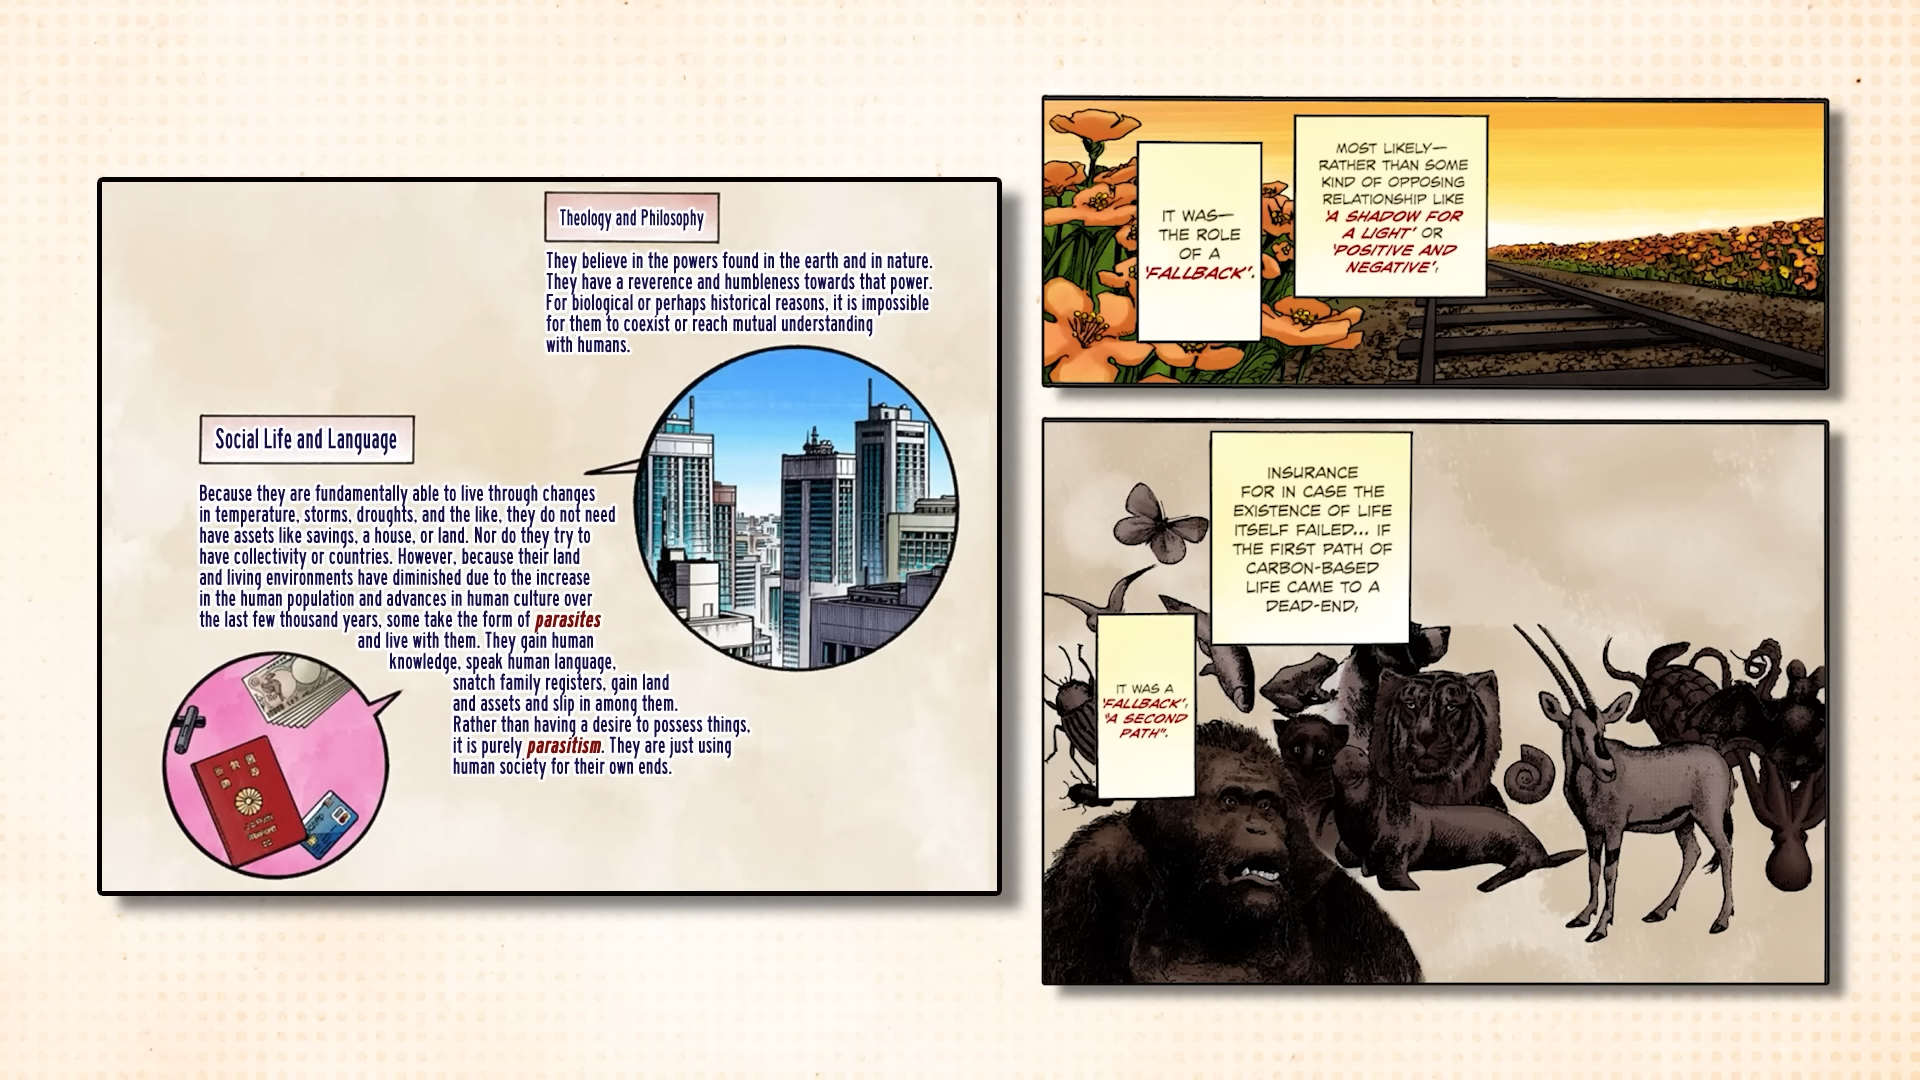 Theology and Philosophy
They believe in the powers found in the earth and in nature.
They have a reverence and humbleness towards that power.
For biological or perhaps historical reasons, it is impossible
for them to coexist or reach mutual understanding
with humans.
Social Life and Language
Because they are fundamentally able to live through changes
in temperature, storms, droughts, and the like, they do not need
have assets like savings, a house, or land. Nor do they try to
have collectivity or countries. However, because their land
and living environments have diminished due to the increase
in the human population and advances in human culture over
the last few thousand years, some take the form of parasites
and live with them. They gain human
knowledge, speak human language,
snatch family registers, gain land
and assets and slip in among them.
Rather than having a desire to possess things,
it is purely parasitism. They are just using
human society for their own ends.
MOST LIKELY—
RATHER THAN SOME
KIND OF OPPOSING
RELATIONSHIP LIKE
'A SHADOW FOR
A LIGHT' OR
'POSITIVE AND
NEGATIVE',
IT WAS—
THE ROLE
OF A
'FALLBACK'.
INSURANCE
FOR IN CASE THE
EXISTENCE OF LIFE
ITSELF FAILED... IF
THE FIRST PATH OF
CARBON-BASED
LIFE CAME TO A
DEAD-END,
IT WAS A
'FALLBACK',
"A SECOND
PATH".